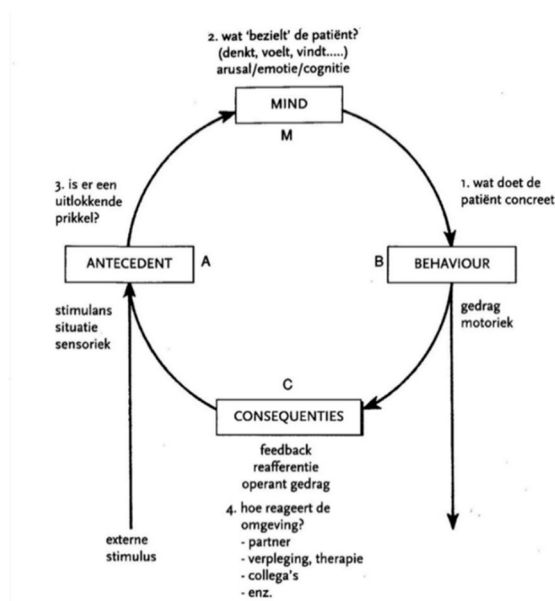 2. wat ‘bezielt’ de patiënt?
(denkt, voelt, vindt.....)
arusal/emotie/cognitie
MIND
M
3. is er een
uitlokkende
prikkel?
1. wat doet de
patiënt concreet
ANTECEDENT
A
B
BEHAVIOUR
stimulans
situatie
sensoriek
gedrag
motoriek
C
CONSEQUENTIES
feedback
reafferentie
operant gedrag
4. hoe reageert de
omgeving?
- partner
- verpleging, therapie
- collega's
- enz.
externe
stimulus